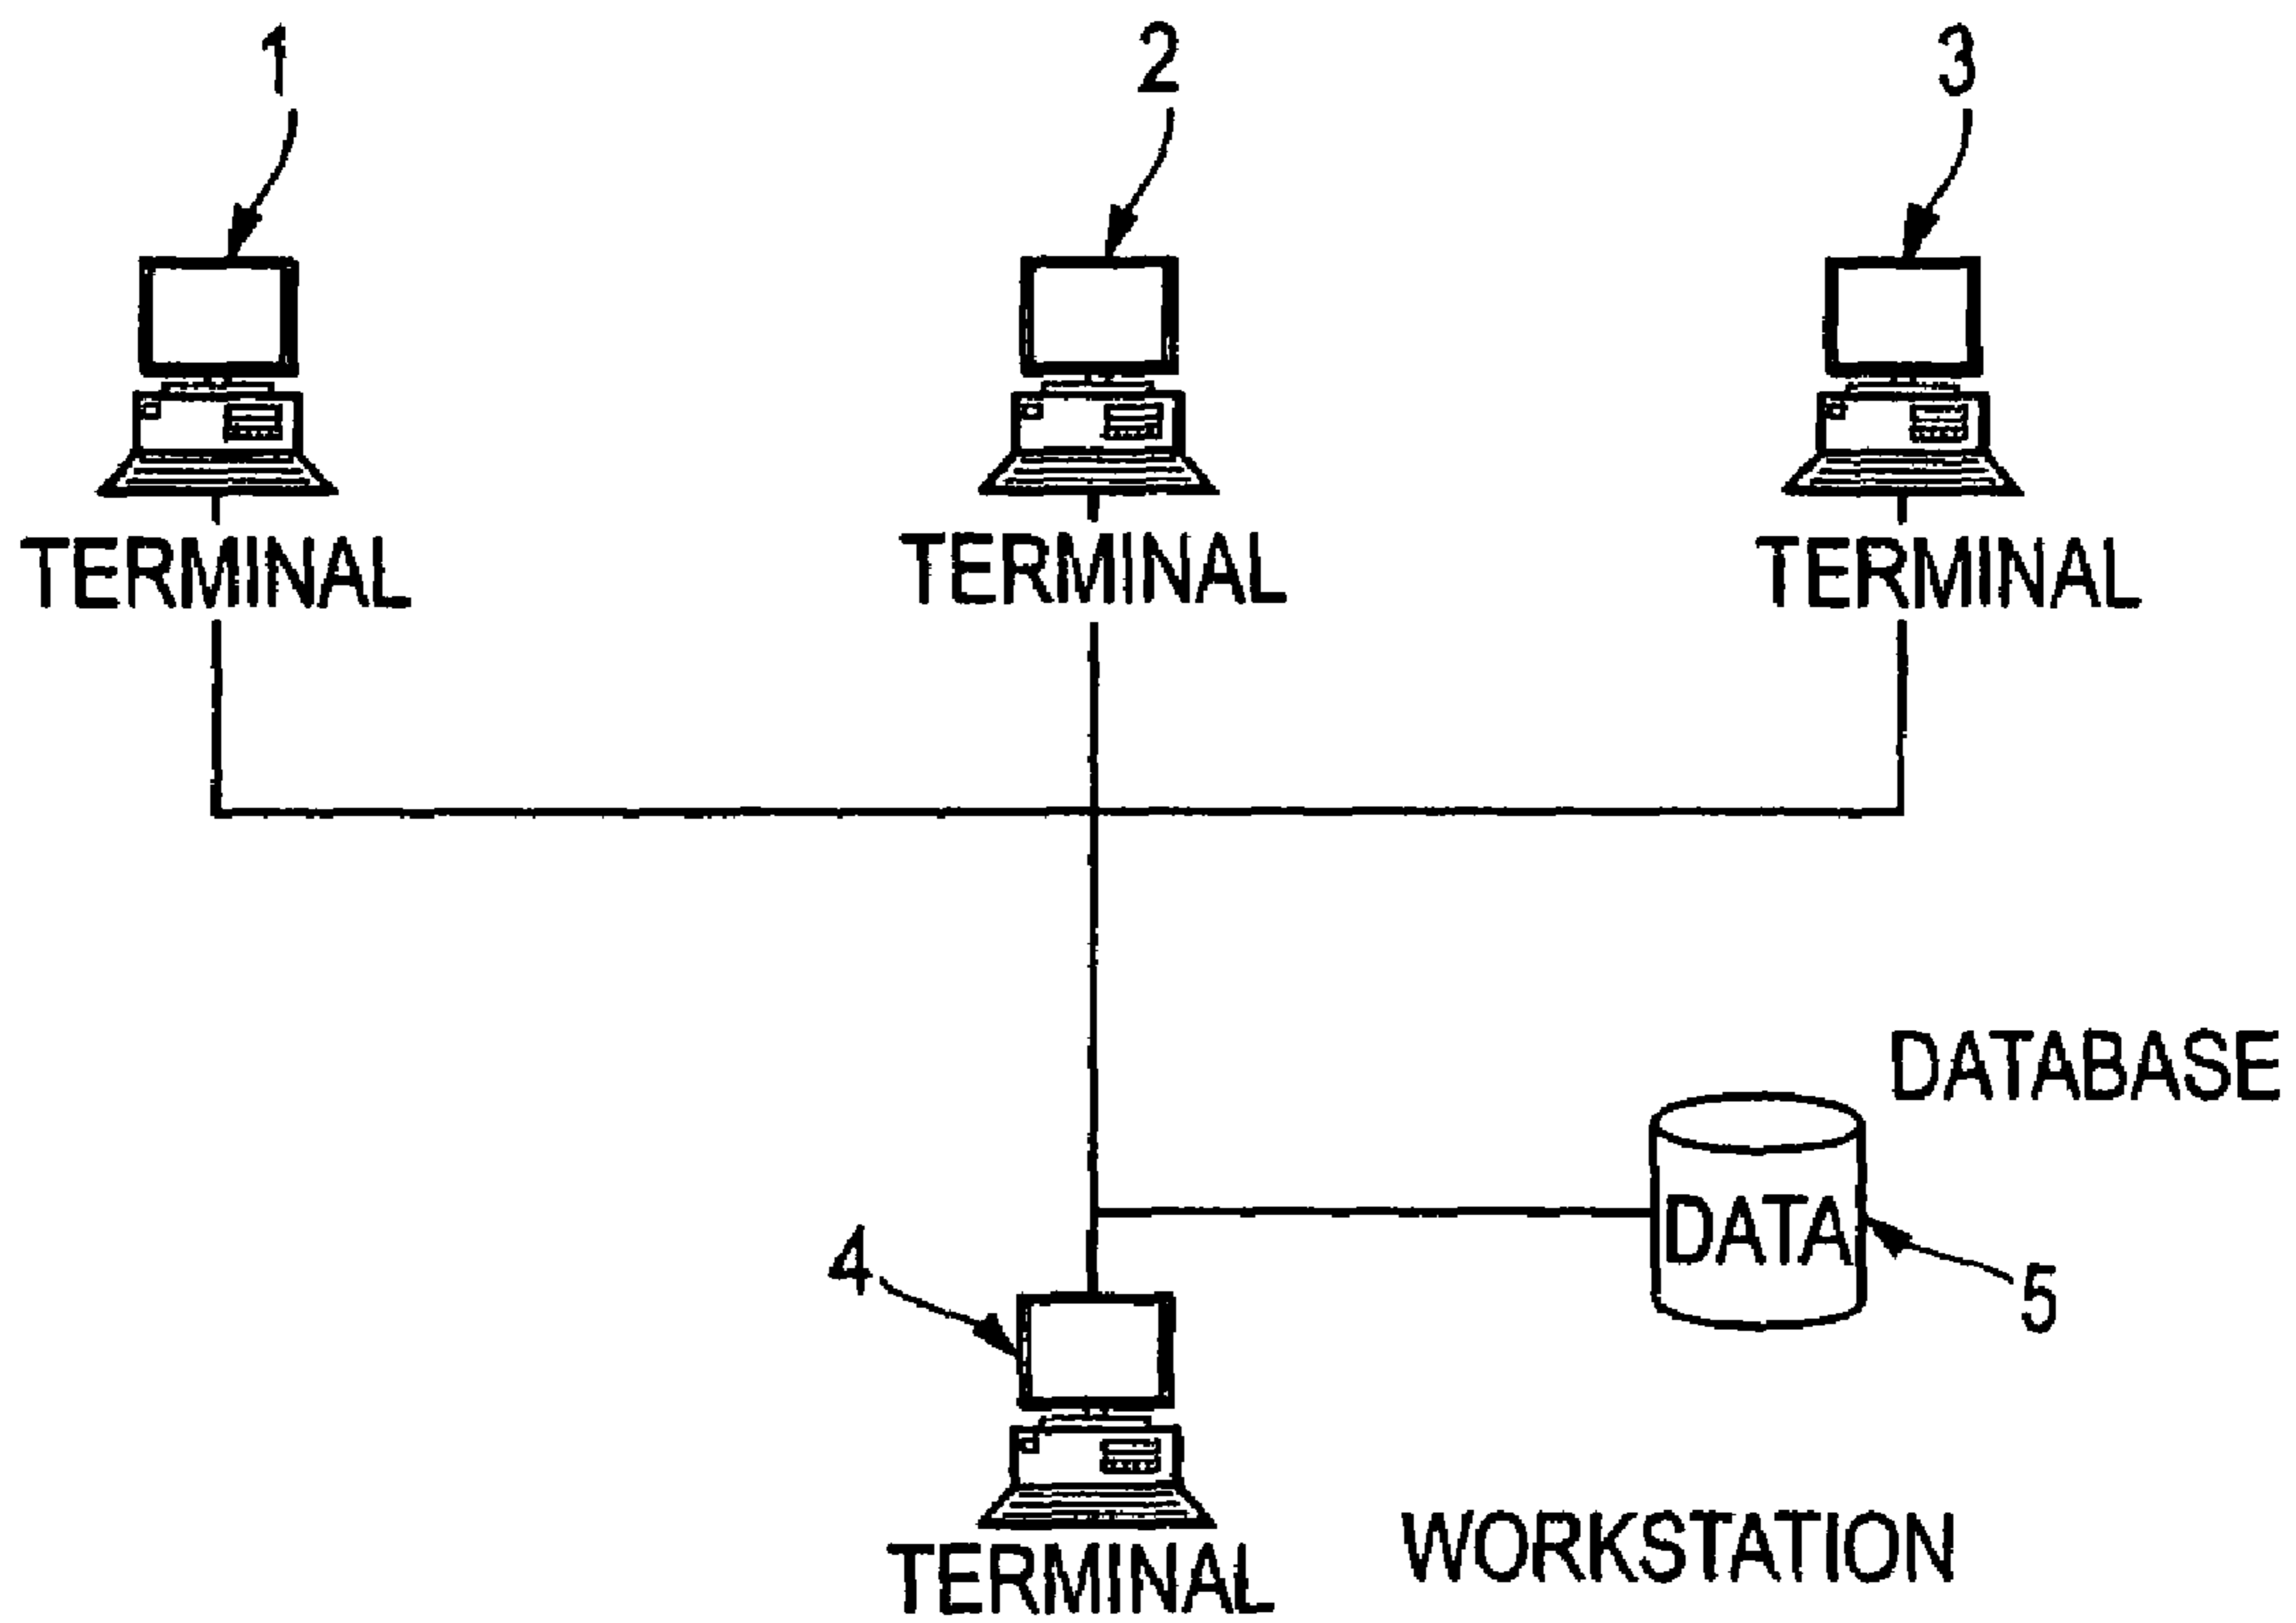 1
2
3
TERMINAL
TERMINAL
TERMINAL
DATABASE
DATA
4
5
WORKSTATION
TERMINAL